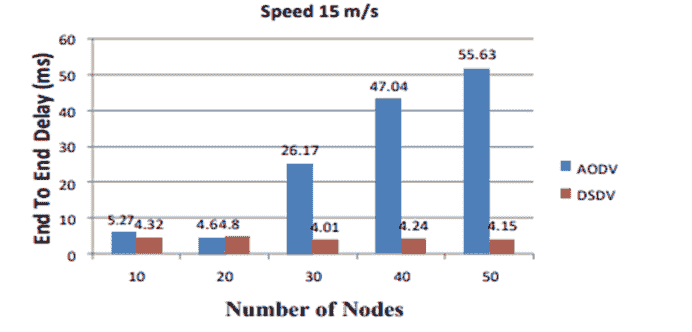 Speed 15 m/s
End To End Delay (ms)
60
50
40
30
20
10
0
5.27 4.32
4.6 4.8
26.17 4.01
47.04 4.24
55.63 4.15
10 20 30 40 50
Number of Nodes
AODV
DSDV